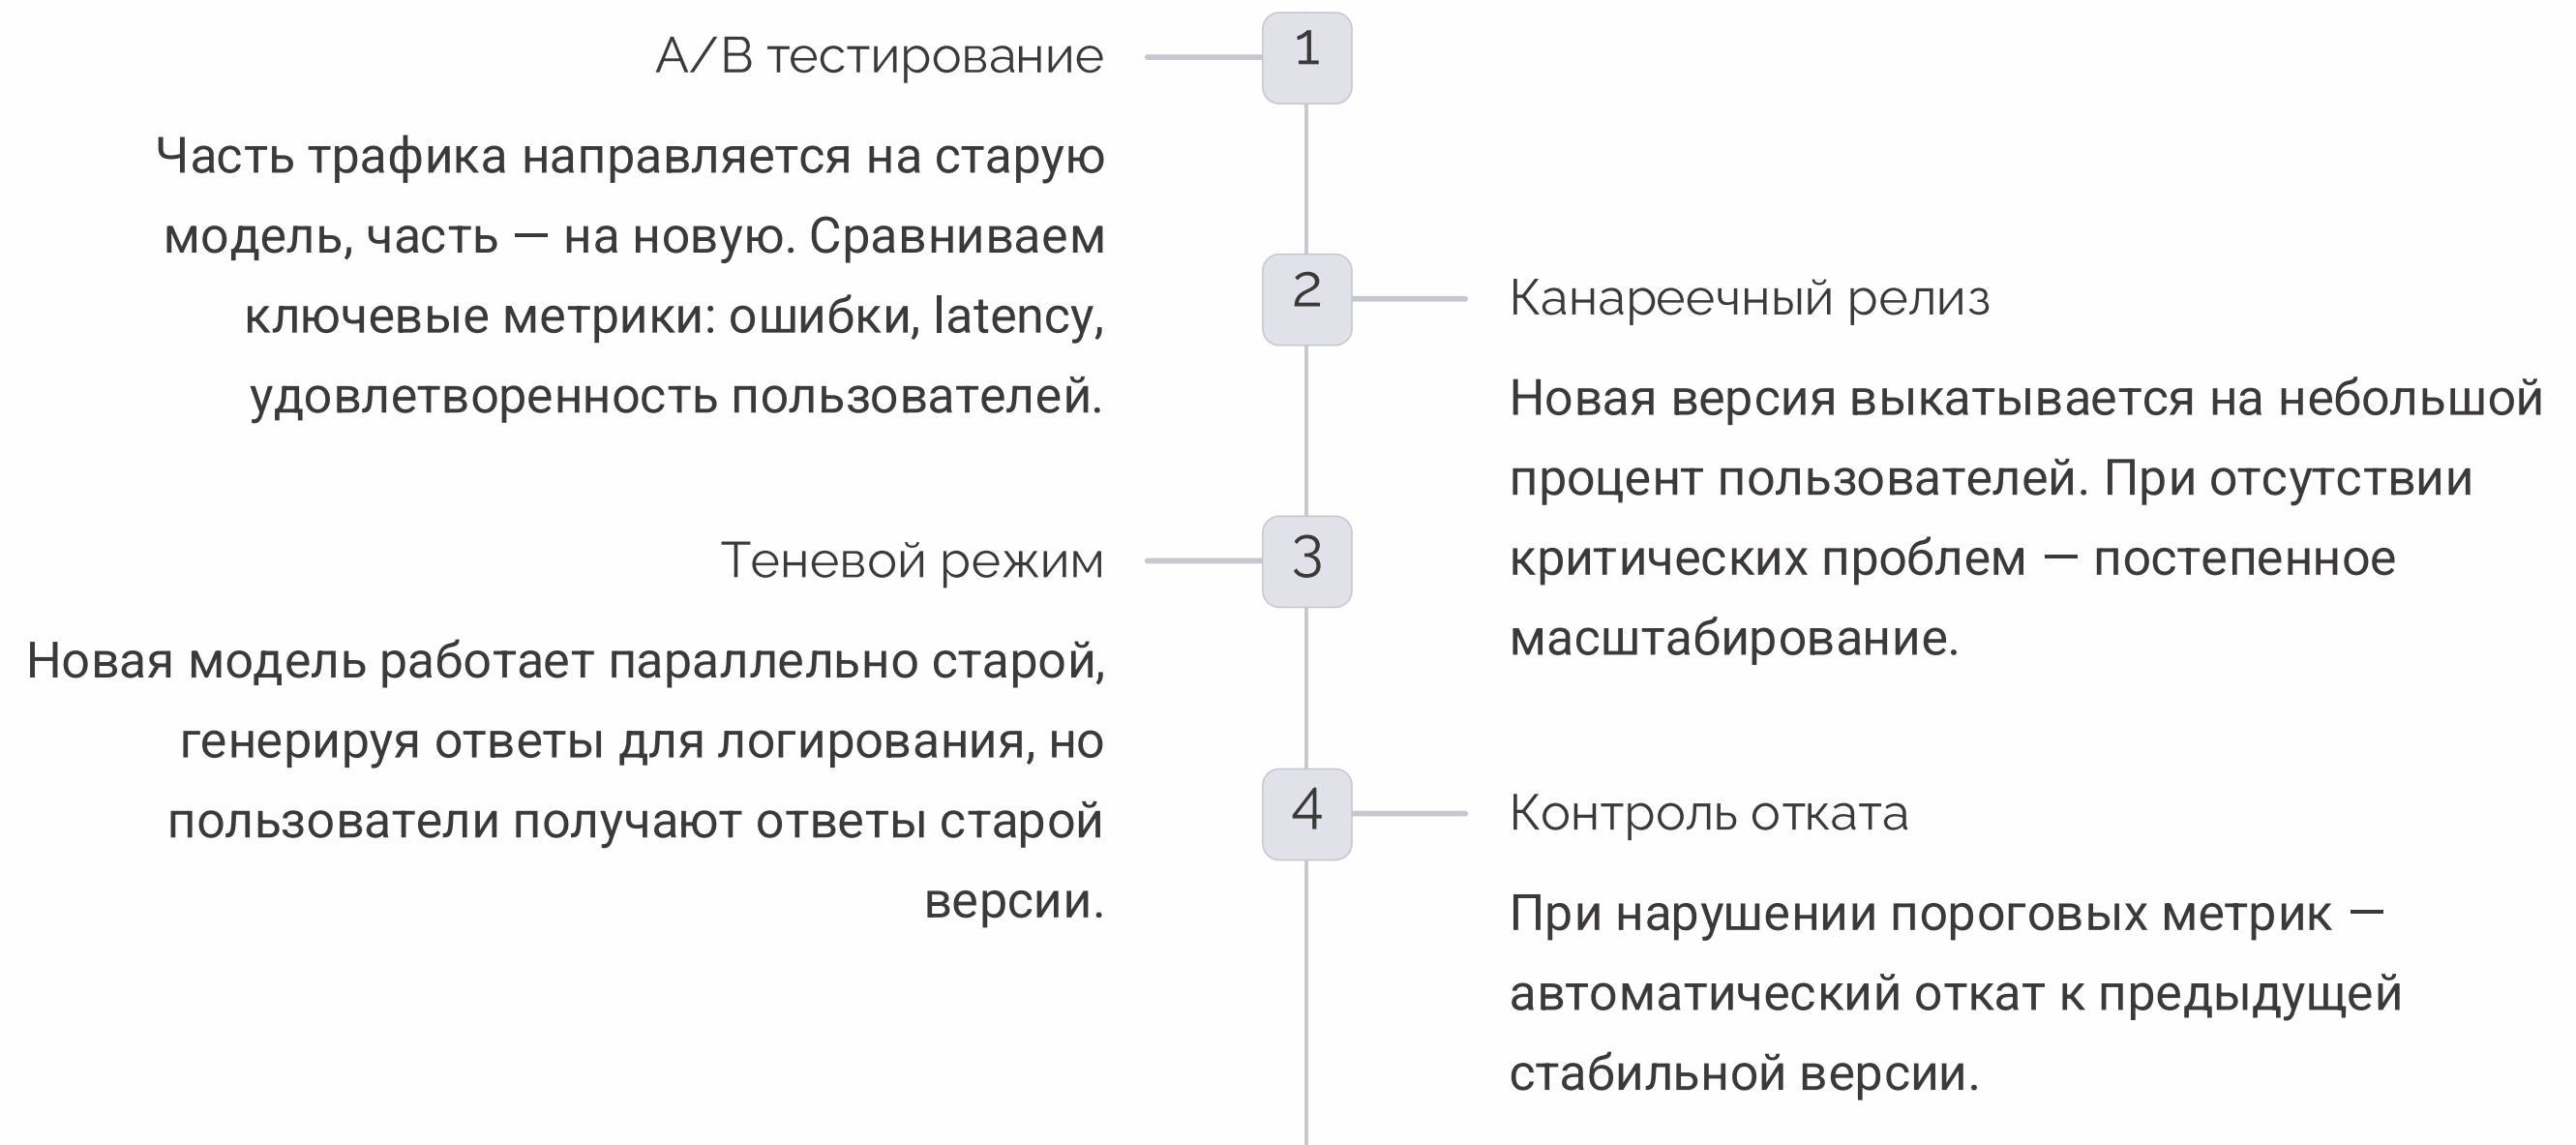 1
A/B тестирование
Часть трафика направляется на старую
модель, часть — на новую. Сравниваем
ключевые метрики: ошибки, latency,
удовлетворенность пользователей.
2
Канареечный релиз
Новая версия выкатывается на небольшой
процент пользователей. При отсутствии
критических проблем — постепенное
масштабирование.
3
Теневой режим
Новая модель работает параллельно старой,
генерируя ответы для логирования, но
пользователи получают ответы старой
версии.
4
Контроль отката
При нарушении пороговых метрик —
автоматический откат к предыдущей
стабильной версии.